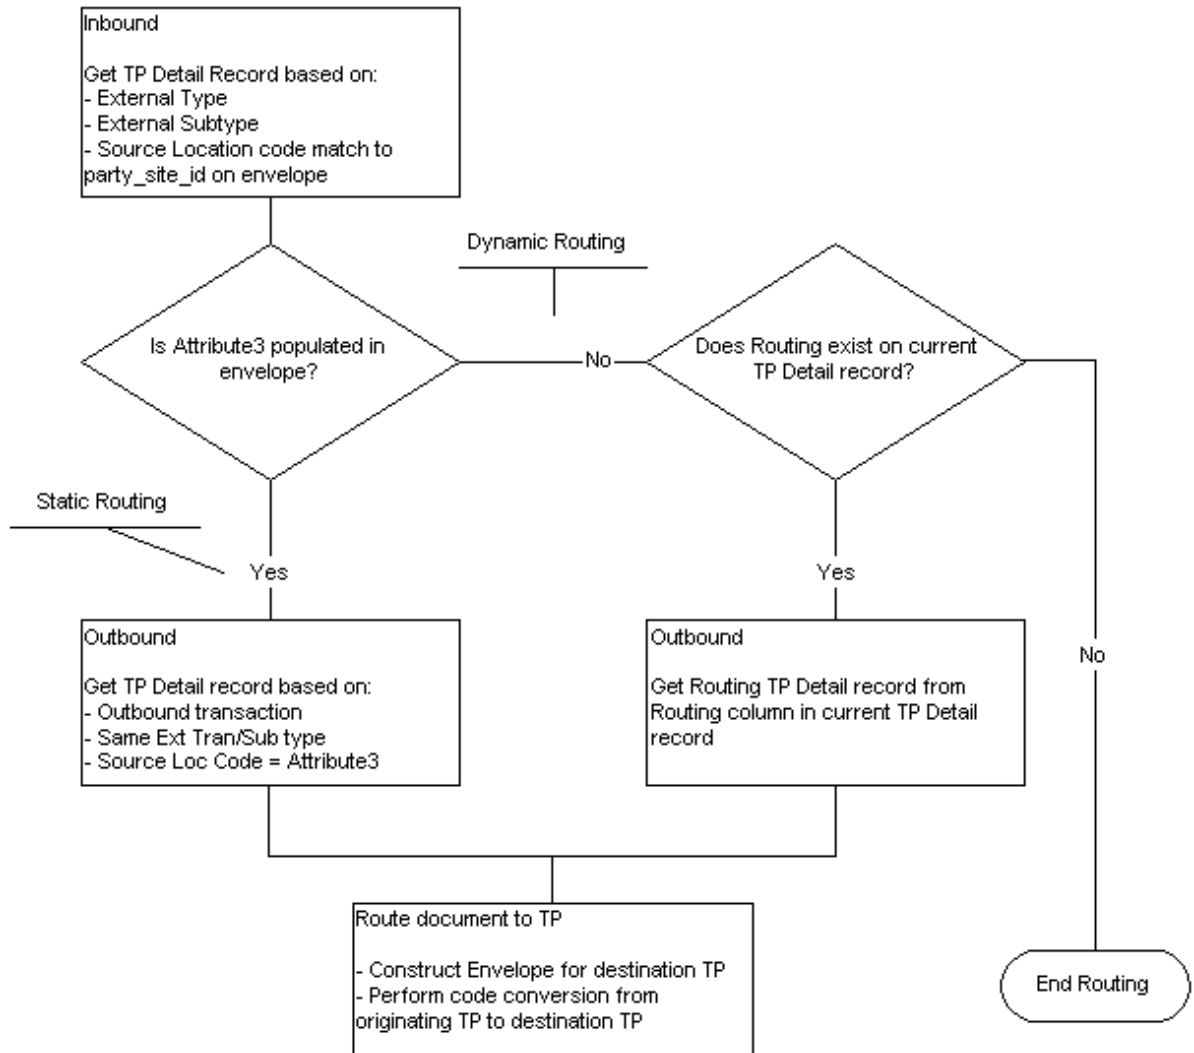 Inbound
Get TP Detail Record based on:
- External Type
- External Subtype
- Source Location code match to
party_site_id on envelope
Dynamic Routing
Is Attribute3 populated in
envelope?
No
Does Routing exist on current
TP Detail record?
Static Routing
Yes
Yes
Outbound
Get TP Detail record based on:
- Outbound transaction
- Same Ext Tran/Sub type
- Source Loc Code = Attribute3
Outbound
Get Routing TP Detail record from
Routing column in current TP Detail
record
No
Route document to TP
- Construct Envelope for destination TP
- Perform code conversion from
originating TP to destination TP
End Routing